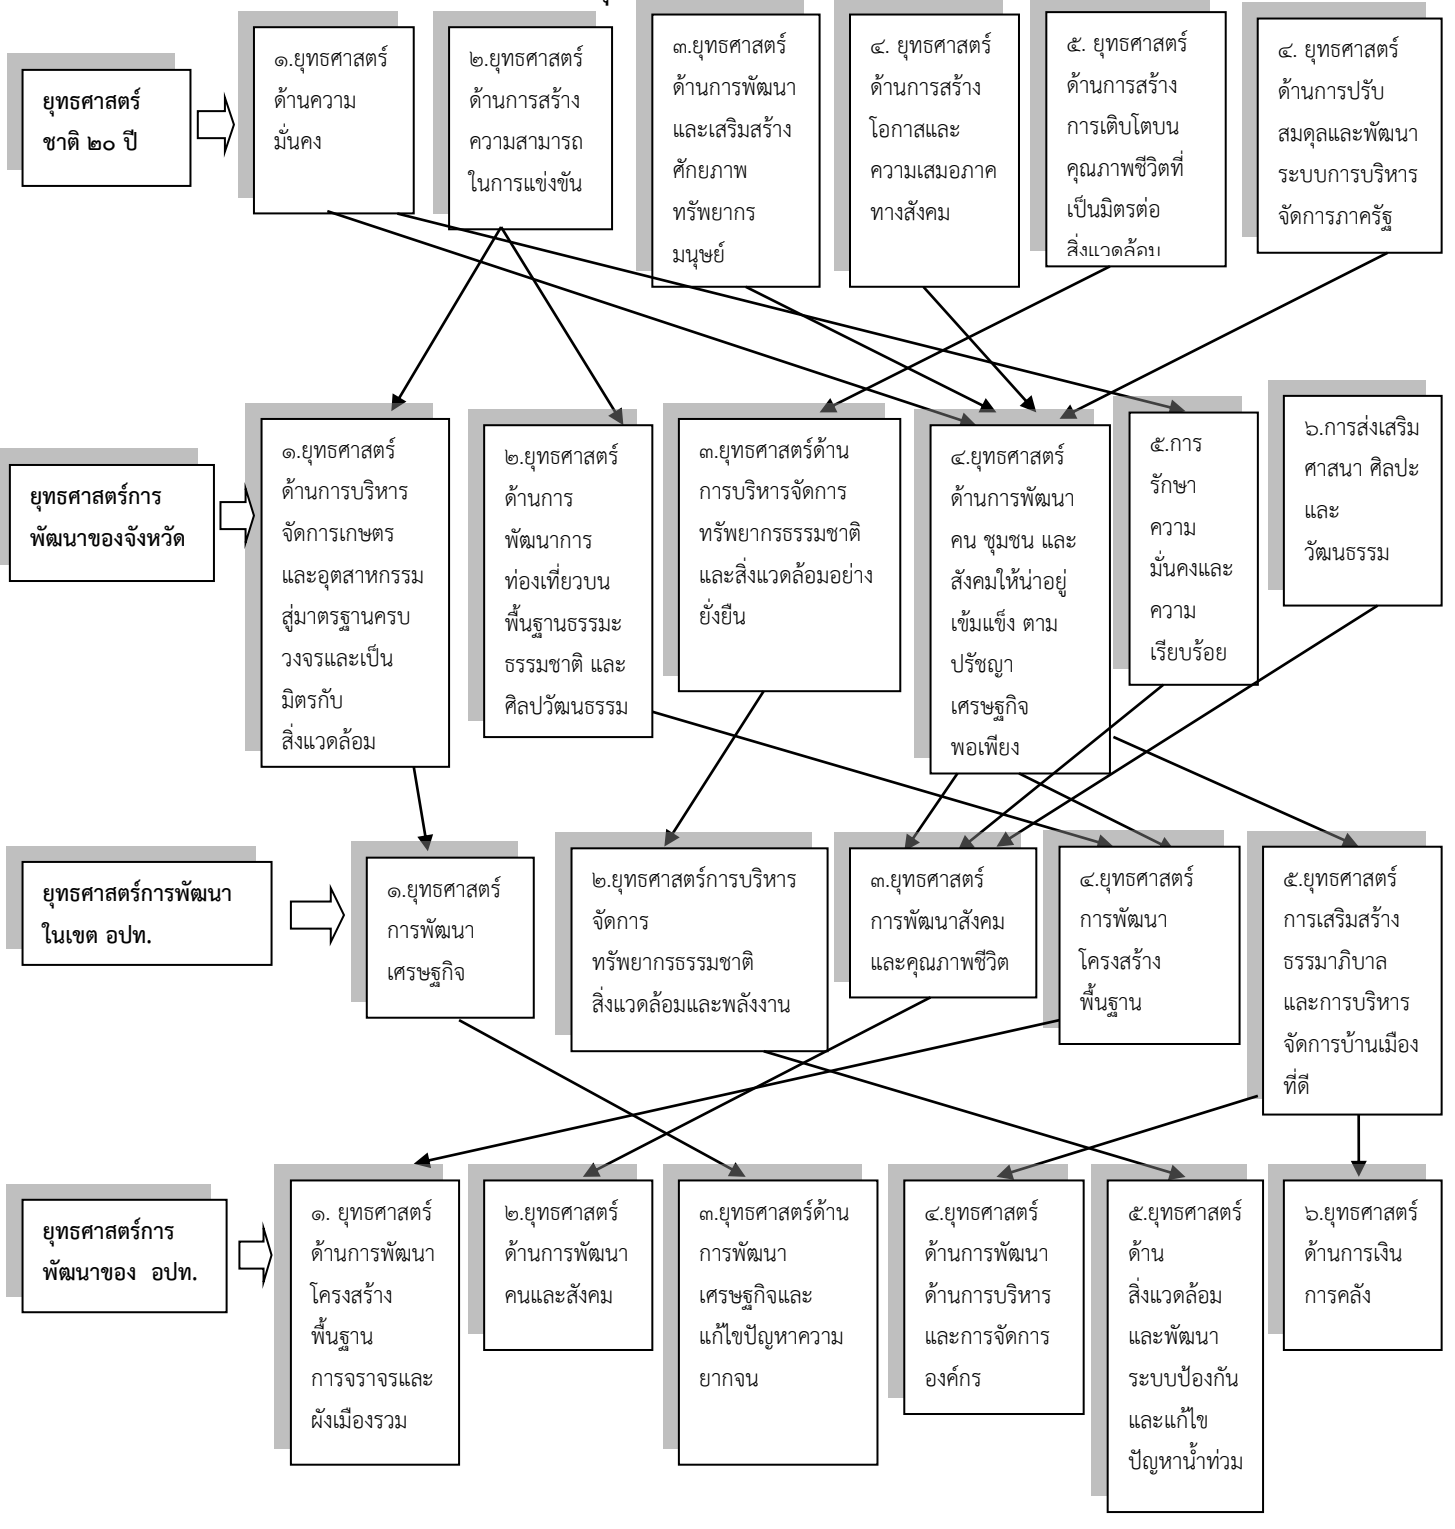 ยุทธศาสตร์
ชาติ ๒๐ ปี
๑.ยุทธศาสตร์
ด้านความ
มั่นคง
๒.ยุทธศาสตร์
ด้านการสร้าง
ความสามารถ
ในการแข่งขัน
๓.ยุทธศาสตร์
ด้านการพัฒนา
และเสริมสร้าง
ศักยภาพ
ทรัพยากร
มนุษย์
๔. ยุทธศาสตร์
ด้านการสร้าง
โอกาสและ
ความเสมอภาค
ทางสังคม
๕. ยุทธศาสตร์
ด้านการสร้าง
การเติบโตบน
คุณภาพชีวิตที่
เป็นมิตรต่อ
สิ่งแวดล้อม
๔. ยุทธศาสตร์
ด้านการปรับ
สมดุลและพัฒนา
ระบบการบริหาร
จัดการภาครัฐ
ยุทธศาสตร์การ
พัฒนาของจังหวัด
๑.ยุทธศาสตร์
ด้านการบริหาร
จัดการเกษตร
และอุตสาหกรรม
สู่มาตรฐานครบ
วงจรและเป็น
มิตรกับ
สิ่งแวดล้อม
๒.ยุทธศาสตร์
ด้านการ
พัฒนาการ
ท่องเที่ยวบน
พื้นฐานธรรมะ
ธรรมชาติ และ
ศิลปวัฒนธรรม
๓.ยุทธศาสตร์ด้าน
การบริหารจัดการ
ทรัพยากรธรรมชาติ
และสิ่งแวดล้อมอย่าง
ยั่งยืน
๔.ยุทธศาสตร์
ด้านการพัฒนา
คน ชุมชน และ
สังคมให้น่าอยู่
เข้มแข็ง ตาม
ปรัชญา
เศรษฐกิจ
พอเพียง
๕.การ
รักษา
ความ
มั่นคงและ
ความ
เรียบร้อย
๖.การส่งเสริม
ศาสนา ศิลปะ
และ
วัฒนธรรม
ยุทธศาสตร์การพัฒนา
ในเขต อปท.
๑.ยุทธศาสตร์
การพัฒนา
เศรษฐกิจ
๒.ยุทธศาสตร์การบริหาร
จัดการ
ทรัพยากรธรรมชาติ
สิ่งแวดล้อมและพลังงาน
๓.ยุทธศาสตร์
การพัฒนาสังคม
และคุณภาพชีวิต
๔.ยุทธศาสตร์
การพัฒนา
โครงสร้าง
พื้นฐาน
๕.ยุทธศาสตร์
การเสริมสร้าง
ธรรมาภิบาล
และการบริหาร
จัดการบ้านเมือง
ที่ดี
ยุทธศาสตร์การ
พัฒนาของ อปท.
๑. ยุทธศาสตร์
ด้านการพัฒนา
โครงสร้าง
พื้นฐาน
การจราจรและ
ผังเมืองรวม
๒.ยุทธศาสตร์
ด้านการพัฒนา
คนและสังคม
๓.ยุทธศาสตร์ด้าน
การพัฒนา
เศรษฐกิจและ
แก้ไขปัญหาความ
ยากจน
๔.ยุทธศาสตร์
ด้านการพัฒนา
ด้านการบริหาร
และการจัดการ
องค์กร
๕.ยุทธศาสตร์
ด้าน
สิ่งแวดล้อม
และพัฒนา
ระบบป้องกัน
และแก้ไข
ปัญหาน้ำท่วม
๖.ยุทธศาสตร์
ด้านการเงิน
การคลัง